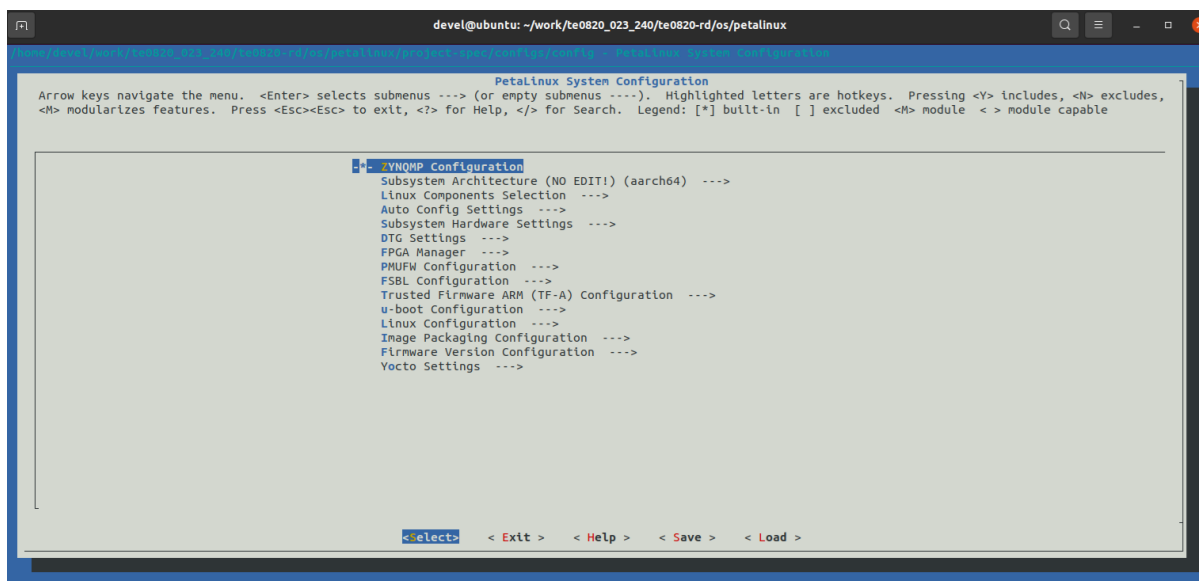 devel@ubuntu: ~/work/te0820_023_240/te0820-rd/os/petalinux
/home/devel/work/te0820_023_240/te0820-rd/os/petalinux/project-spec/configs/config - PetaLinux System Configuration
PetaLinux System Configuration
Arrow keys navigate the menu.  <Enter> selects submenus ---> (or empty submenus ----).  Highlighted letters are hotkeys.  Pressing <Y> includes, <N> excludes,
<M> modularizes features.  Press <Esc><Esc> to exit, <?> for Help, </> for Search.  Legend: [*] built-in  [ ] excluded  <M> module  < > module capable
-*- ZYNQMP Configuration
Subsystem Architecture (NO EDIT!) (aarch64)  --->
Linux Components Selection  --->
Auto Config Settings  --->
Subsystem Hardware Settings  --->
DTG Settings  --->
FPGA Manager  --->
PMUFW Configuration  --->
FSBL Configuration  --->
Trusted Firmware ARM (TF-A) Configuration  --->
u-boot Configuration  --->
Linux Configuration  --->
Image Packaging Configuration  --->
Firmware Version Configuration  --->
Yocto Settings  --->
<Select>    < Exit >    < Help >    < Save >    < Load >